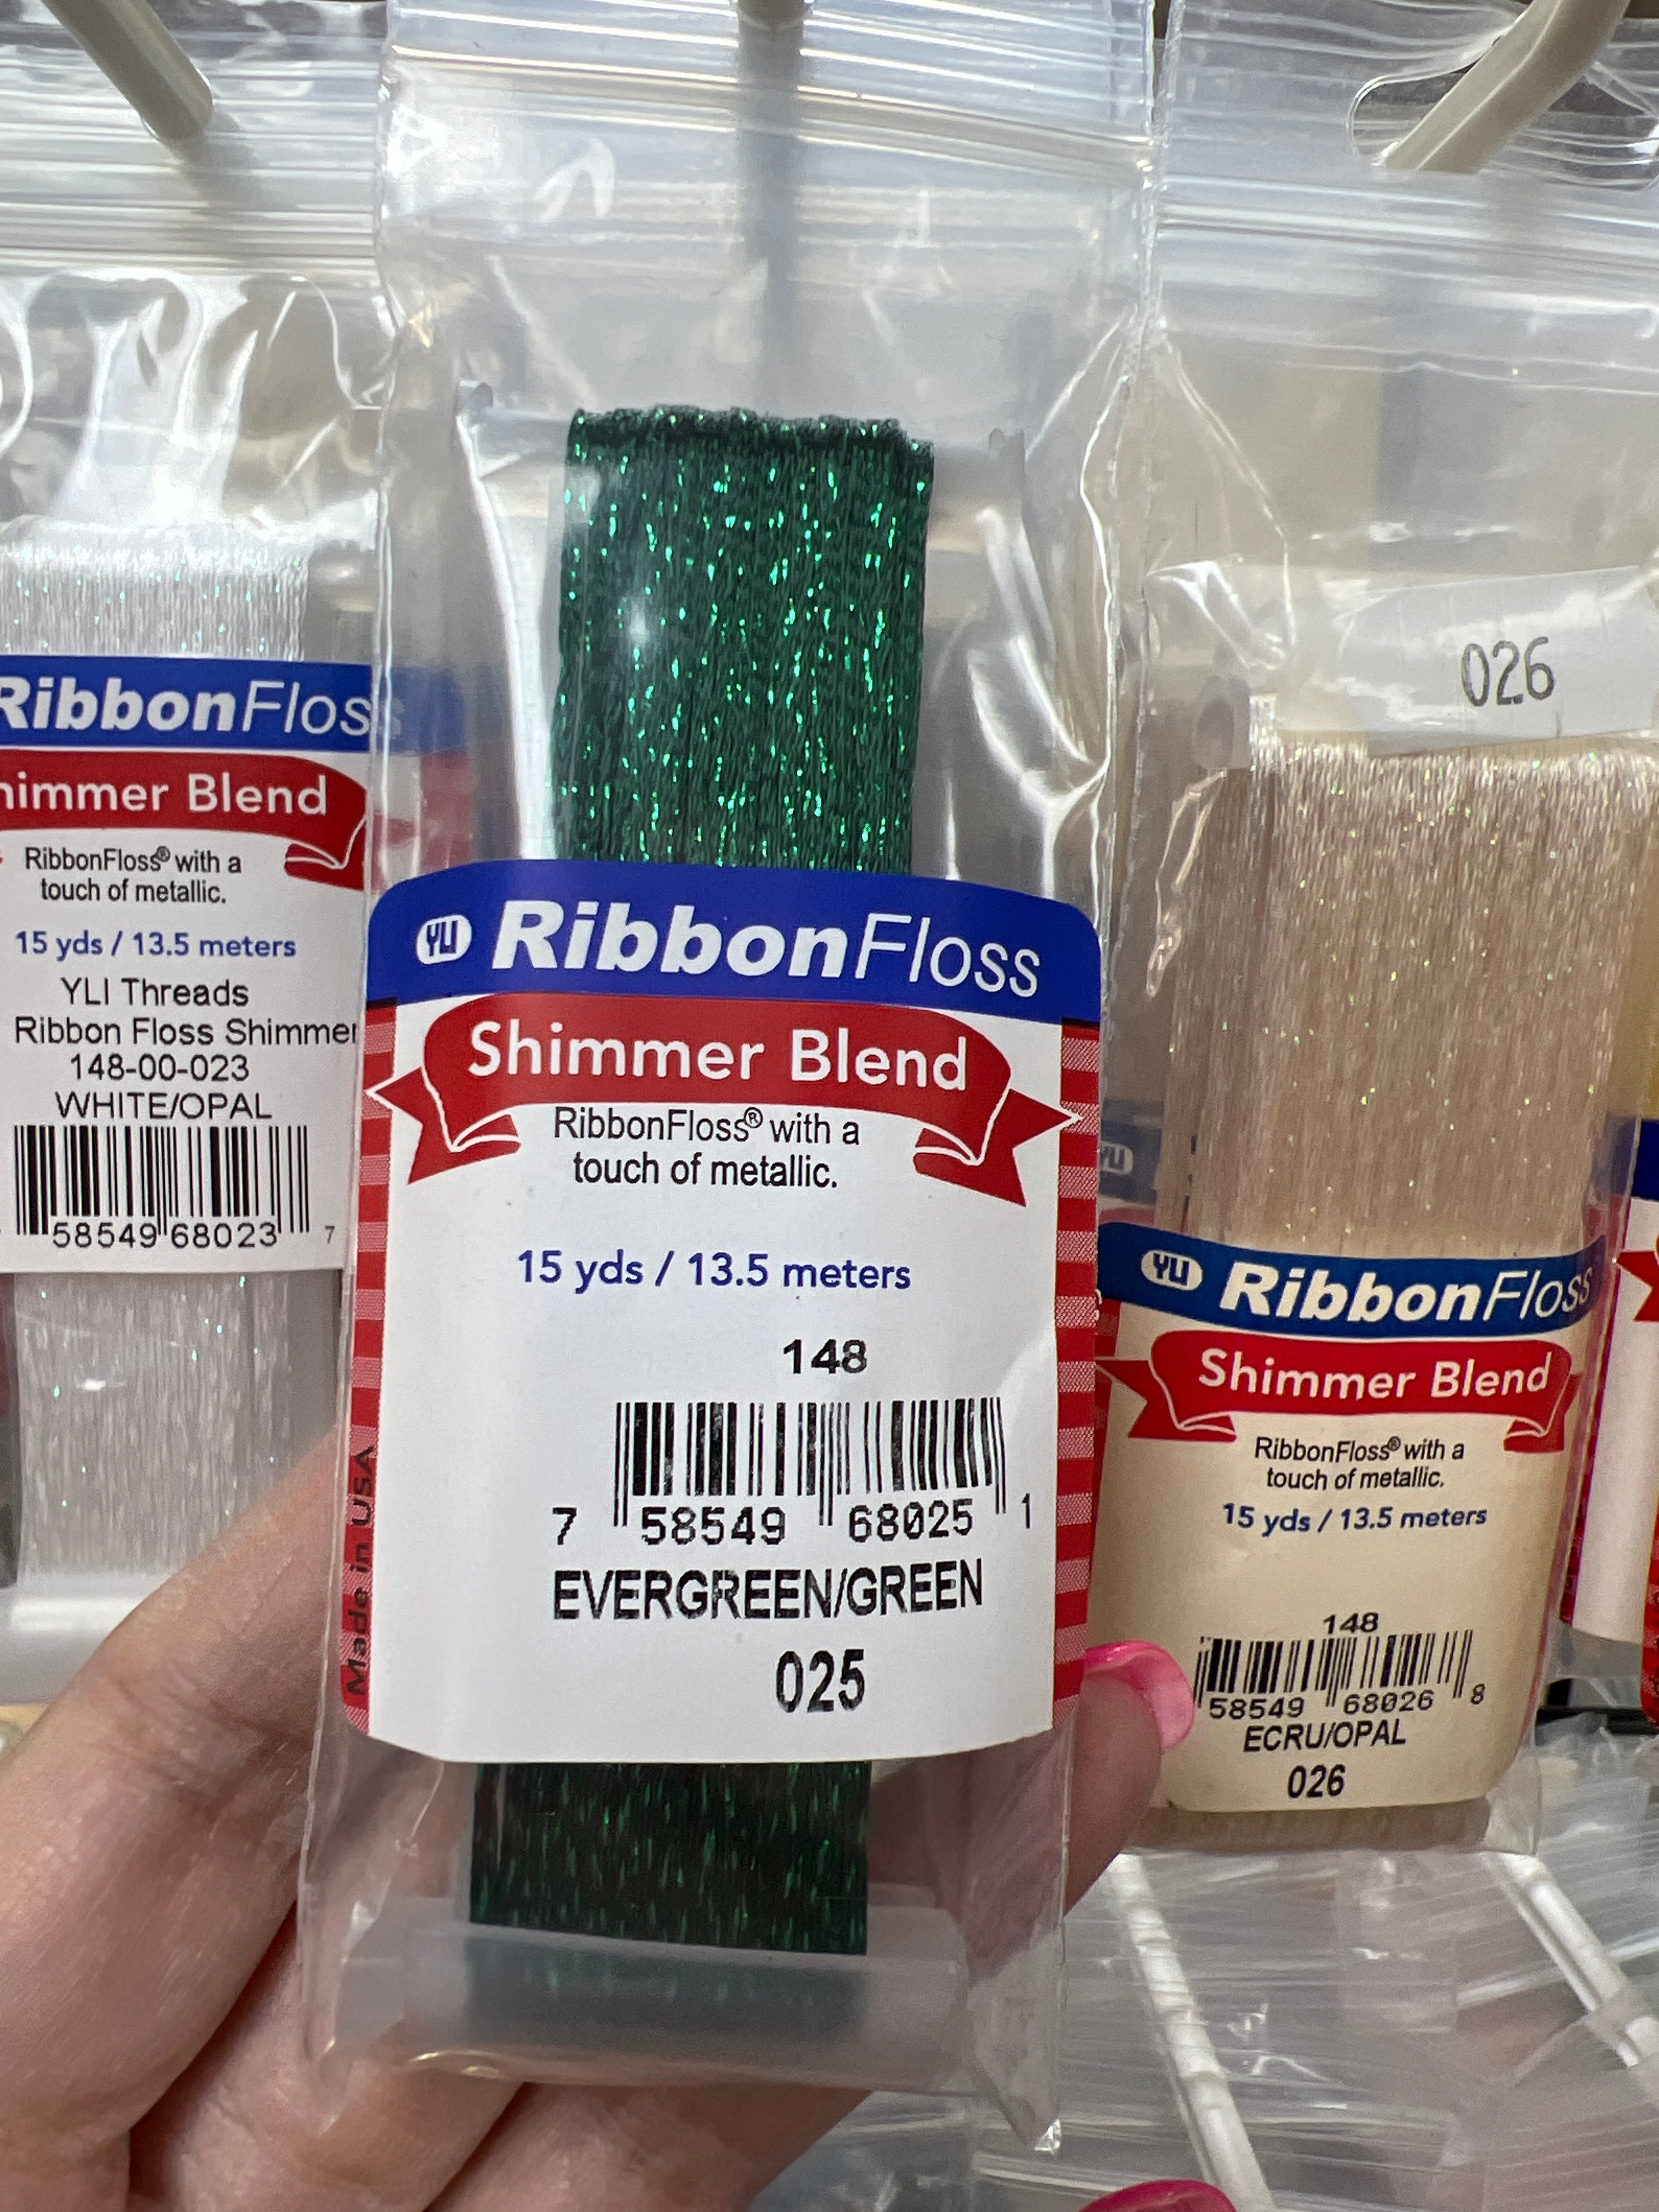 RibbonFloss
Shimmer Blend
RibbonFloss® with a
touch of metallic.
15 yds / 13.5 meters
YLI Threads
Ribbon Floss Shimmer
148-00-023
WHITE/OPAL
58549 68023 7
YLI RibbonFloss
Shimmer Blend
RibbonFloss® with a
touch of metallic.
15 yds / 13.5 meters
148
7 58549 68025 1
EVERGREEN/GREEN
025
Made in USA
026
YLI
YLI RibbonFloss
Shimmer Blend
RibbonFloss® with a
touch of metallic.
15 yds / 13.5 meters
148
58549 68026 8
ECRU/OPAL
026